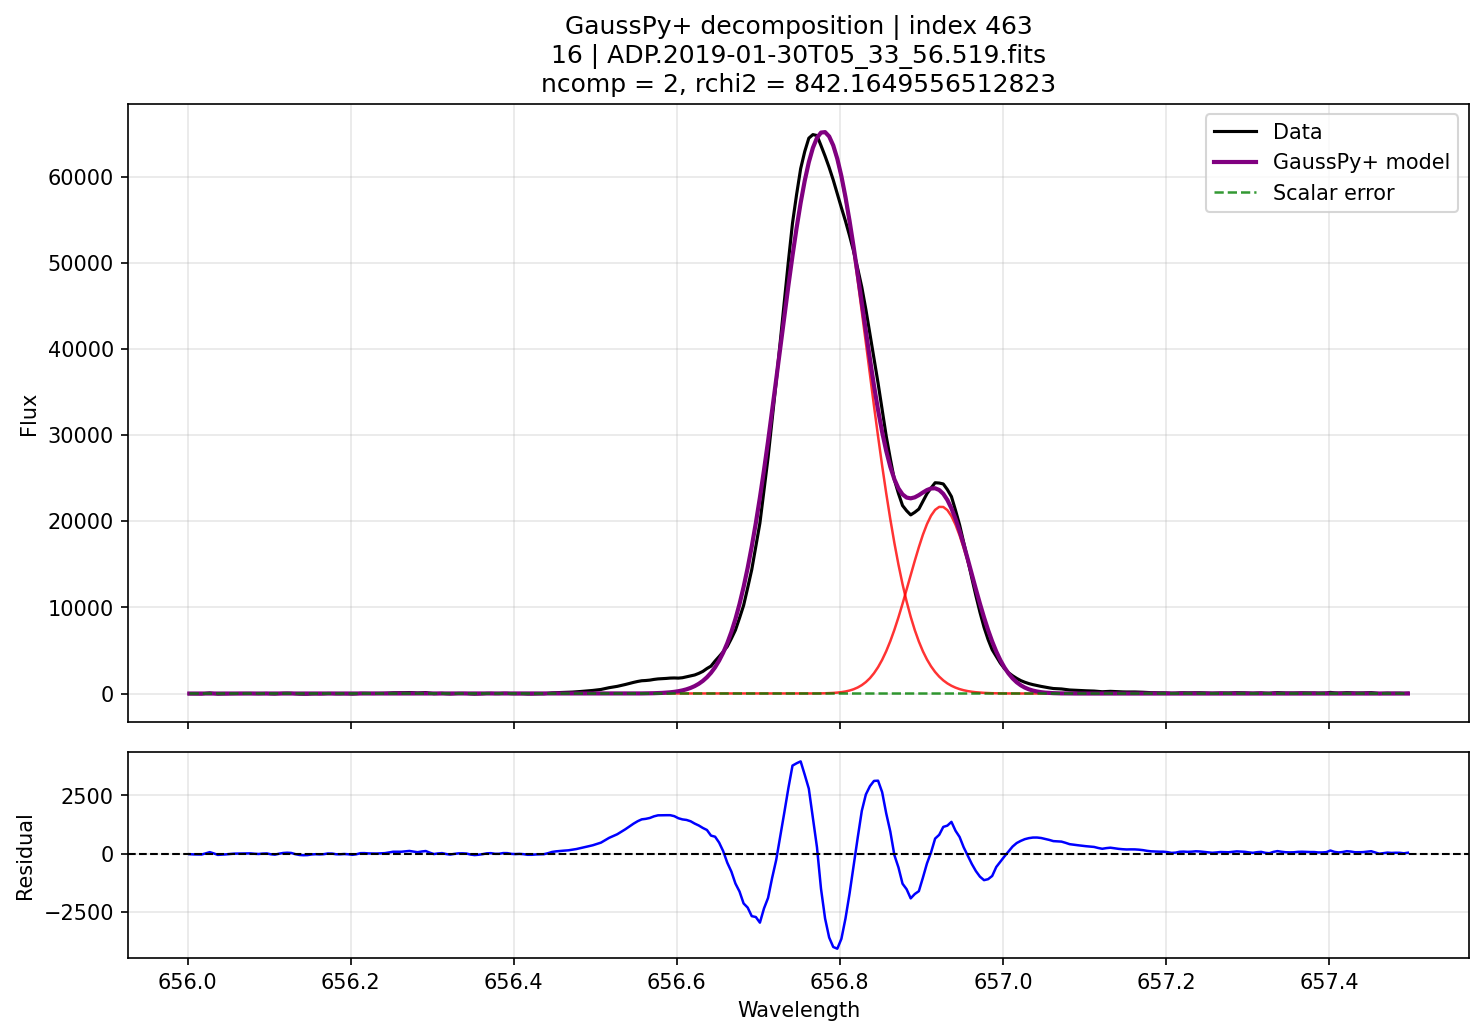 GaussPy+ decomposition | index 463
16 | ADP.2019-01-30T05_33_56.519.fits
ncomp = 2, rchi2 = 842.1649556512823
Data
GaussPy+ model
Scalar error
Flux
60000
50000
40000
30000
20000
10000
0
Residual
2500
0
−2500
656.0 656.2 656.4 656.6 656.8 657.0 657.2 657.4
Wavelength